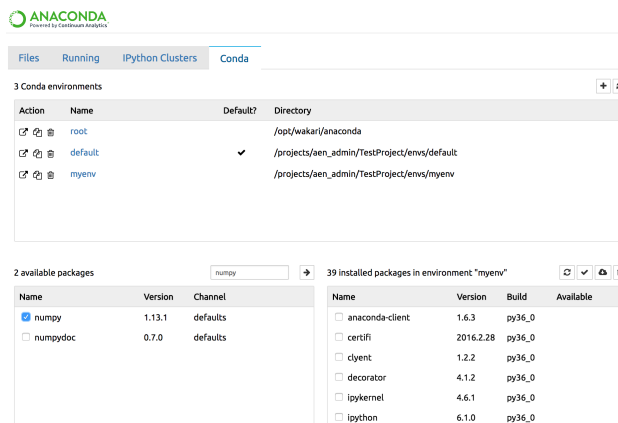 ANACONDA
Powered by Continuum Analytics
Files Running IPython Clusters Conda
3 Conda environments
Action Name Default? Directory
root /opt/wakari/anaconda
default /projects/aen_admin/TestProject/envs/default
myenv /projects/aen_admin/TestProject/envs/myenv
2 available packages numpy
Name Version Channel
numpy 1.13.1 defaults
numpydoc 0.7.0 defaults
39 installed packages in environment "myenv"
Name Version Build Available
anaconda-client 1.6.3 py36_0
certifi 2016.2.28 py36_0
clyent 1.2.2 py36_0
decorator 4.1.2 py36_0
ipykernel 4.6.1 py36_0
ipython 6.1.0 py36_0